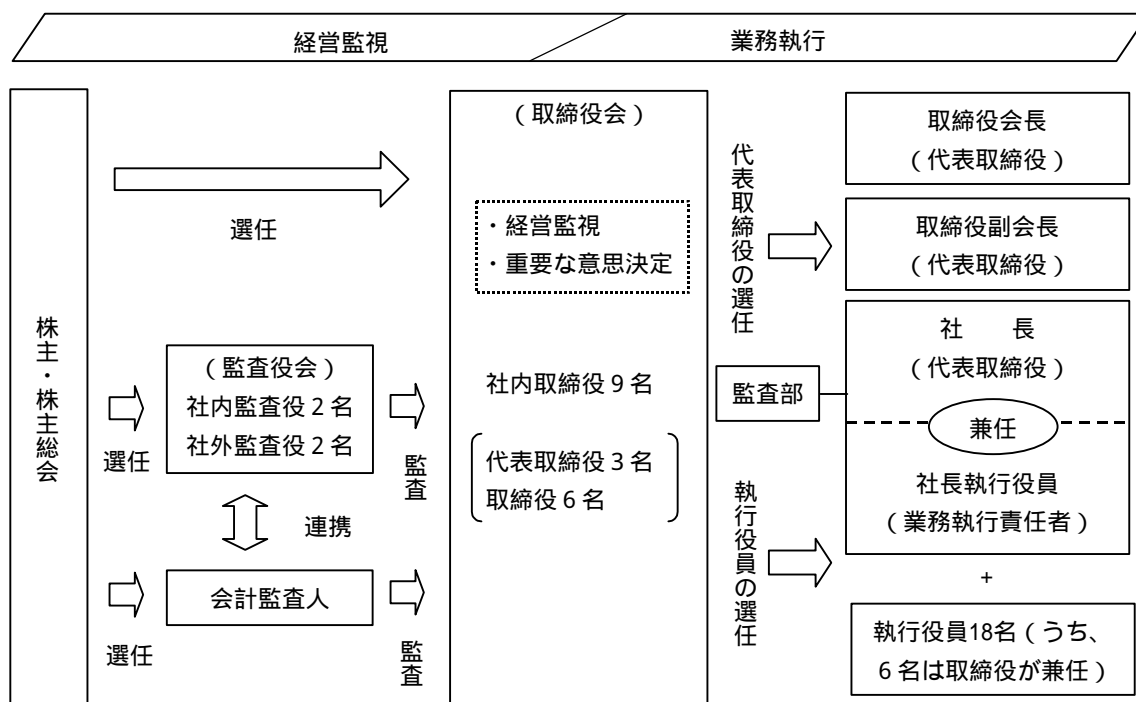 経営監視
業務執行
株主・株主総会
選任
(監査役会)
社内監査役2名
社外監査役2名
選任
監査
連携
会計監査人
選任
監査
(取締役会)
・経営監視
・重要な意思決定
社内取締役9名
代表取締役3名
取締役6名
代表取締役の選任
監査部
執行役員の選任
取締役会長
(代表取締役)
取締役副会長
(代表取締役)
社 長
(代表取締役)
兼任
社長執行役員
(業務執行責任者)
+
執行役員18名(うち、
6名は取締役が兼任)